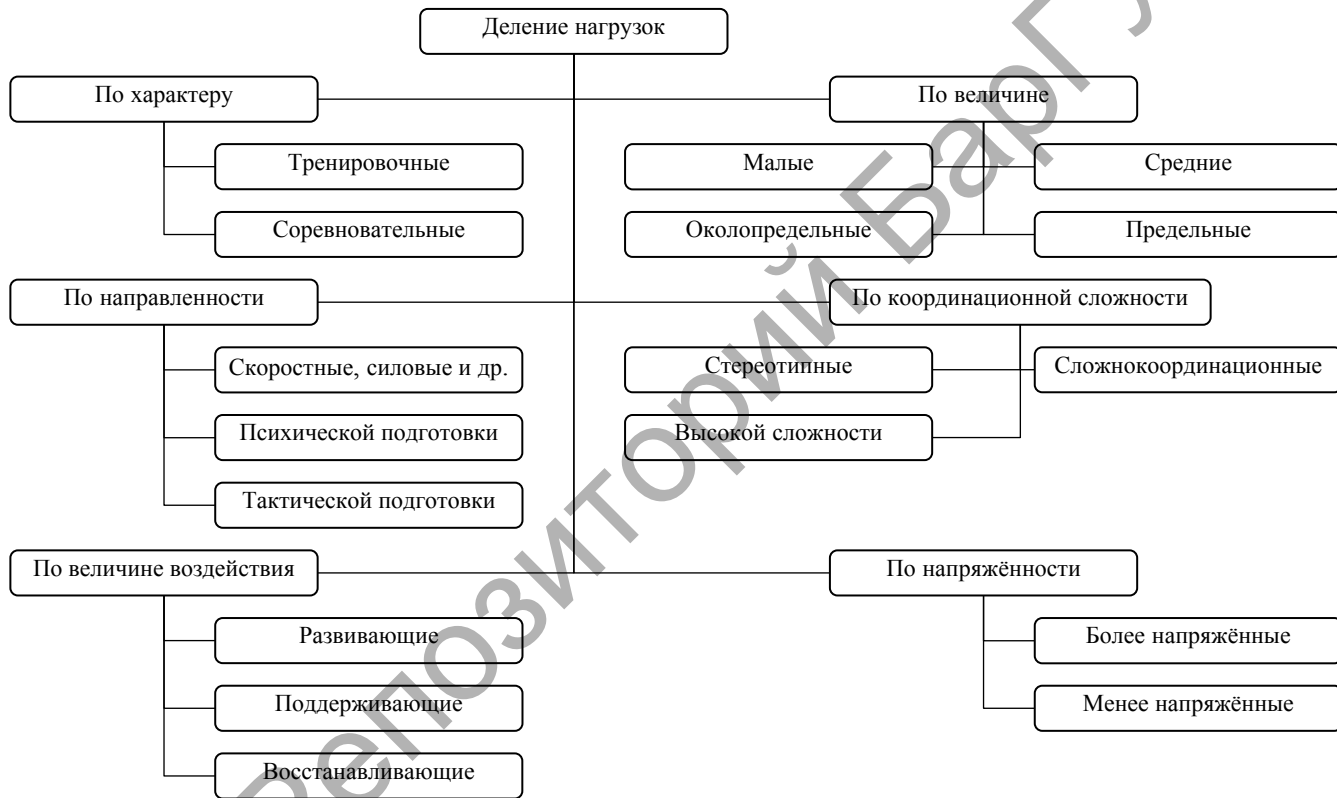 Деление нагрузок
По характеру
Тренировочные
Соревновательные
По величине
Малые
Средние
Околопредельные
Предельные
По направленности
Скоростные, силовые и др.
Психической подготовки
Тактической подготовки
По координационной сложности
Стереотипные
Сложнокоординационные
Высокой сложности
По величине воздействия
Развивающие
Поддерживающие
Восстанавливающие
По напряжённости
Более напряжённые
Менее напряжённые
Репозиторий БарГУ